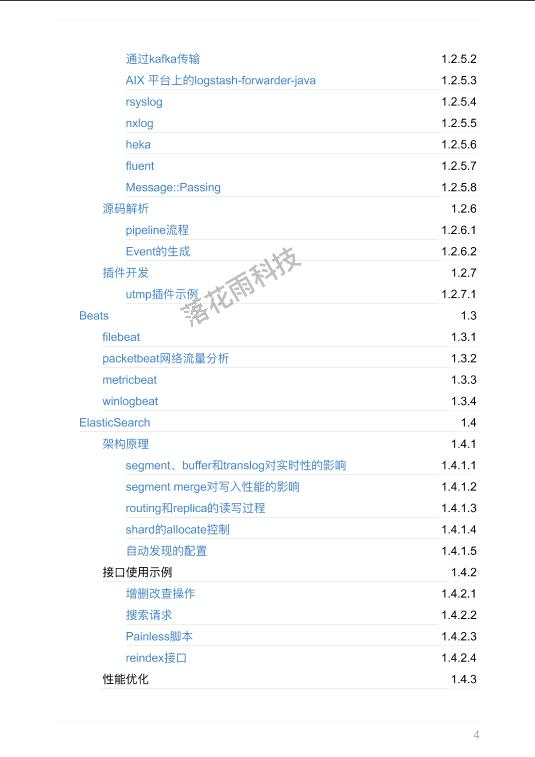 通过kafka传输 1.2.5.2
AIX 平台上的logstash-forwarder-java 1.2.5.3
rsyslog 1.2.5.4
nxlog 1.2.5.5
heka 1.2.5.6
fluent 1.2.5.7
Message::Passing 1.2.5.8
源码解析 1.2.6
pipeline流程 1.2.6.1
Event的生成 1.2.6.2
插件开发 1.2.7
utmp插件示例 1.2.7.1
落花雨科技
Beats 1.3
filebeat 1.3.1
packetbeat网络流量分析 1.3.2
metricbeat 1.3.3
winlogbeat 1.3.4
ElasticSearch 1.4
架构原理 1.4.1
segment、buffer和translog对实时性的影响 1.4.1.1
segment merge对写入性能的影响 1.4.1.2
routing和replica的读写过程 1.4.1.3
shard的allocate控制 1.4.1.4
自动发现的配置 1.4.1.5
接口使用示例 1.4.2
增删改查操作 1.4.2.1
搜索请求 1.4.2.2
Painless脚本 1.4.2.3
reindex接口 1.4.2.4
性能优化 1.4.3
4